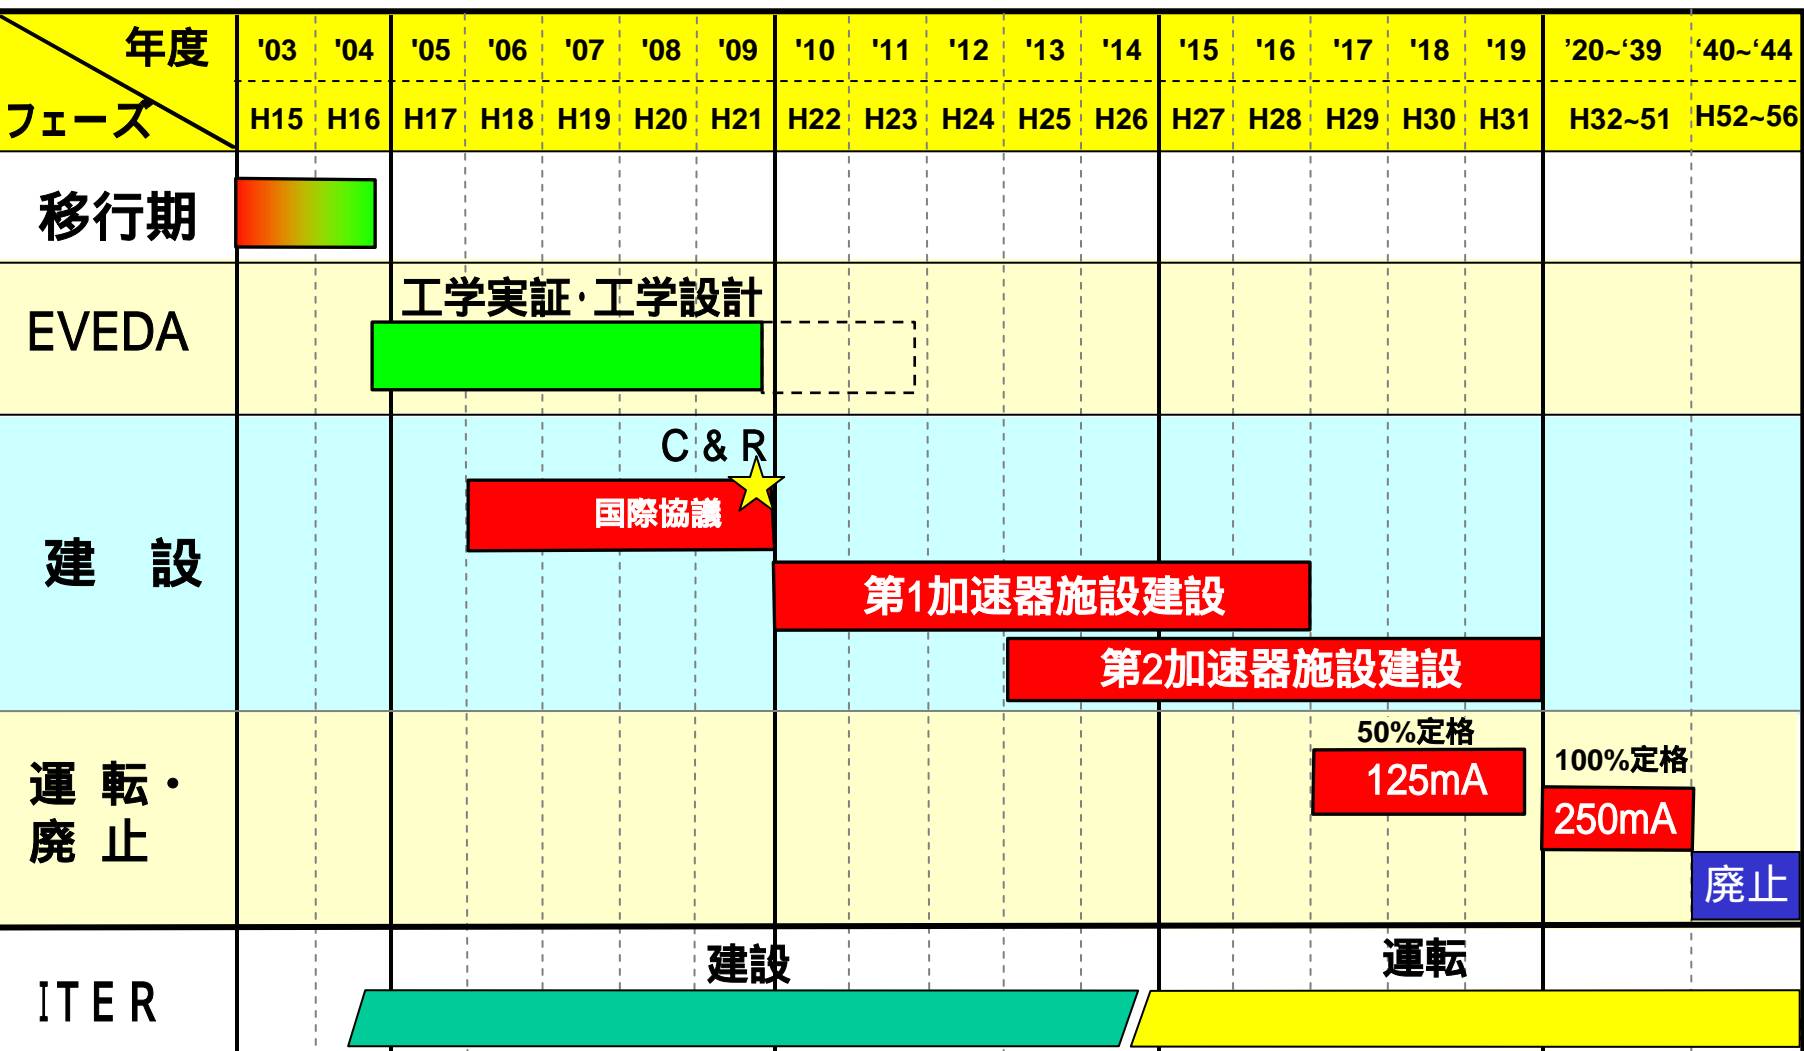 年度 '03 '04 '05 '06 '07 '08 '09 '10 '11 '12 '13 '14 '15 '16 '17 '18 '19 ’20~‘39 ‘40~‘44
フェーズ H15 H16 H17 H18 H19 H20 H21 H22 H23 H24 H25 H26 H27 H28 H29 H30 H31 H32~51 H52~56
移行期
工学実証・工学設計
EVEDA
C & R
国際協議
建 設
第1加速器施設建設
第2加速器施設建設
50%定格
100%定格
運 転・
125mA
250mA
廃 止
廃止
建設 運転
ITER